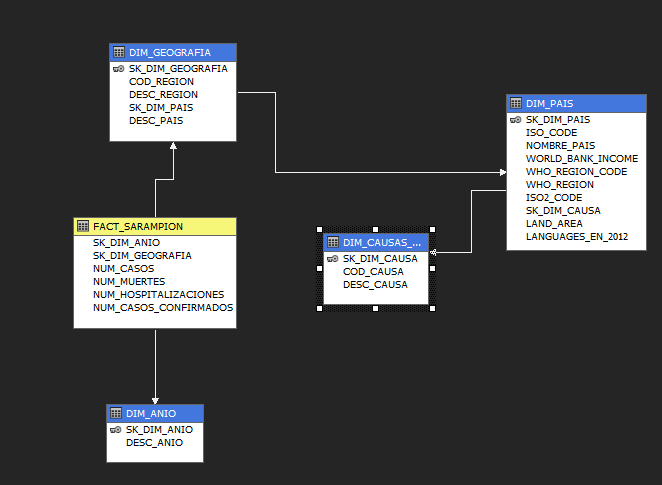 DIM_GEOGRAFIA
SK_DIM_GEOGRAFIA
COD_REGION
DESC_REGION
SK_DIM_PAIS
DESC_PAIS
DIM_PAIS
SK_DIM_PAIS
ISO_CODE
NOMBRE_PAIS
WORLD_BANK_INCOME
WHO_REGION_CODE
WHO_REGION
ISO2_CODE
SK_DIM_CAUSA
LAND_AREA
LANGUAGES_EN_2012
FACT_SARAMPION
SK_DIM_ANIO
SK_DIM_GEOGRAFIA
NUM_CASOS
NUM_MUERTES
NUM_HOSPITALIZACIONES
NUM_CASOS_CONFIRMADOS
DIM_CAUSAS_...
SK_DIM_CAUSA
COD_CAUSA
DESC_CAUSA
DIM_ANIO
SK_DIM_ANIO
DESC_ANIO